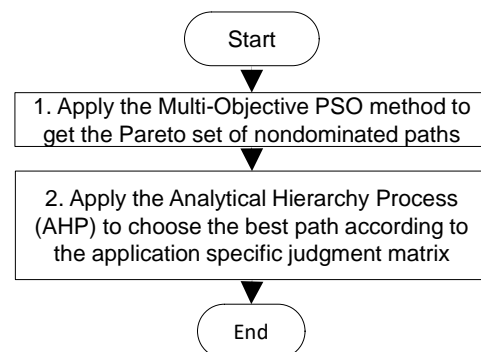 Start
1. Apply the Multi-Objective PSO method to
get the Pareto set of nondominated paths
2. Apply the Analytical Hierarchy Process
(AHP) to choose the best path according to
the application specific judgment matrix
End